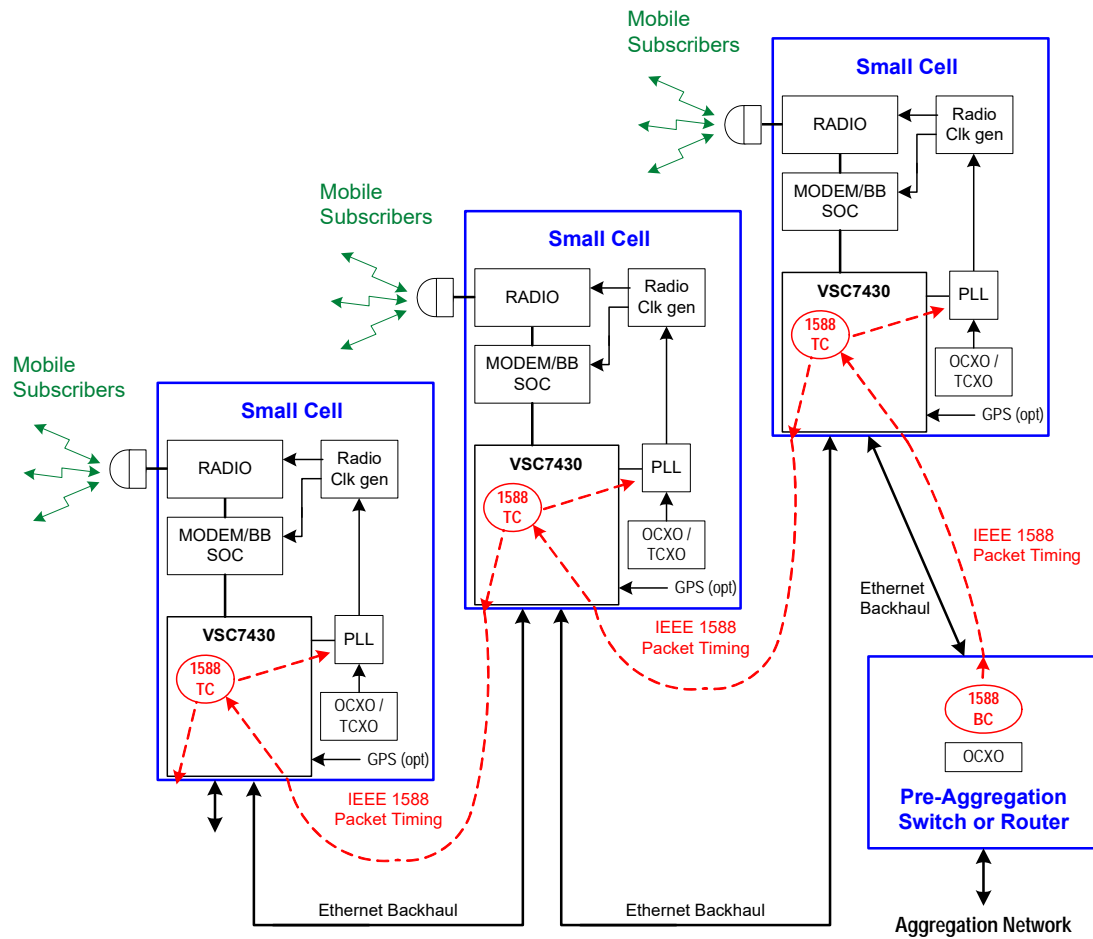 Mobile
Subscribers
Small Cell
RADIO
Radio
Clk gen
MODEM/BB
SOC
VSC7430
PLL
1588
TC
OCXO /
TCXO
GPS (opt)
Mobile
Subscribers
Small Cell
RADIO
Radio
Clk gen
MODEM/BB
SOC
VSC7430
PLL
1588
TC
OCXO /
TCXO
GPS (opt)
Mobile
Subscribers
Small Cell
RADIO
Radio
Clk gen
MODEM/BB
SOC
VSC7430
PLL
1588
TC
OCXO /
TCXO
GPS (opt)
IEEE 1588
Packet Timing
IEEE 1588
Packet Timing
IEEE 1588
Packet Timing
Ethernet
Backhaul
1588
BC
OCXO
Pre-Aggregation
Switch or Router
Ethernet Backhaul
Ethernet Backhaul
Aggregation Network